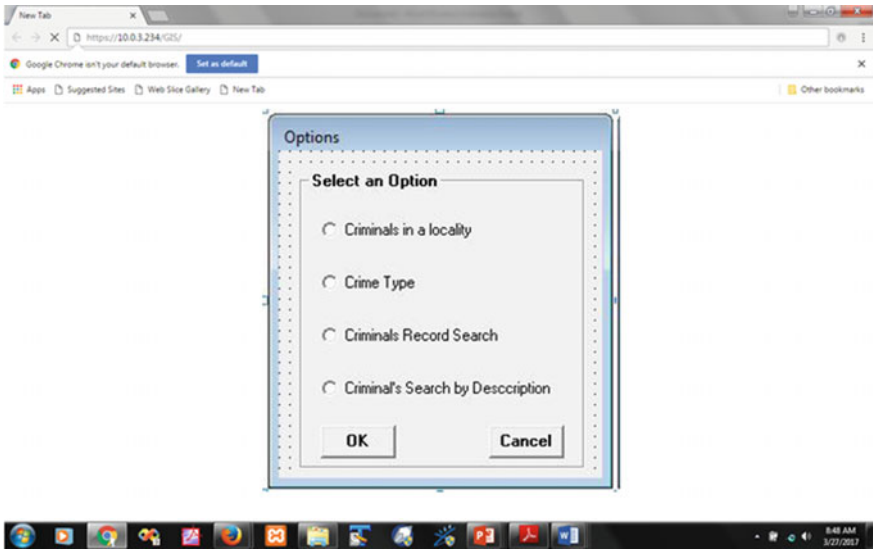 New Tab
https://10.0.3.234/GIS/
Google Chrome isn't your default browser. Set as default
Apps Suggested Sites Web Slice Gallery New Tab Other bookmarks
Options
Select an Option
Criminals in a locality
Crime Type
Criminals Record Search
Criminal's Search by Desccription
OK Cancel
8:48 AM
3/27/2017